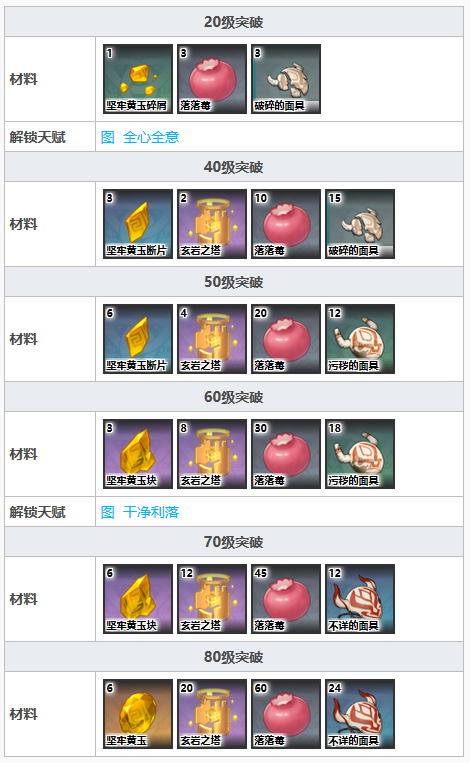 20级突破
材料
1 3 3
坚牢黄玉碎屑 落落莓 破碎的面具
解锁天赋 图 全心全意
40级突破
材料
3 2 10 15
坚牢黄玉断片 玄岩之塔 落落莓 破碎的面具
50级突破
材料
6 4 20 12
坚牢黄玉断片 玄岩之塔 落落莓 污秽的面具
60级突破
材料
3 8 30 18
坚牢黄玉块 玄岩之塔 落落莓 污秽的面具
解锁天赋 图 干净利落
70级突破
材料
6 12 45 12
坚牢黄玉块 玄岩之塔 落落莓 不详的面具
80级突破
材料
6 20 60 24
坚牢黄玉 玄岩之塔 落落莓 不详的面具